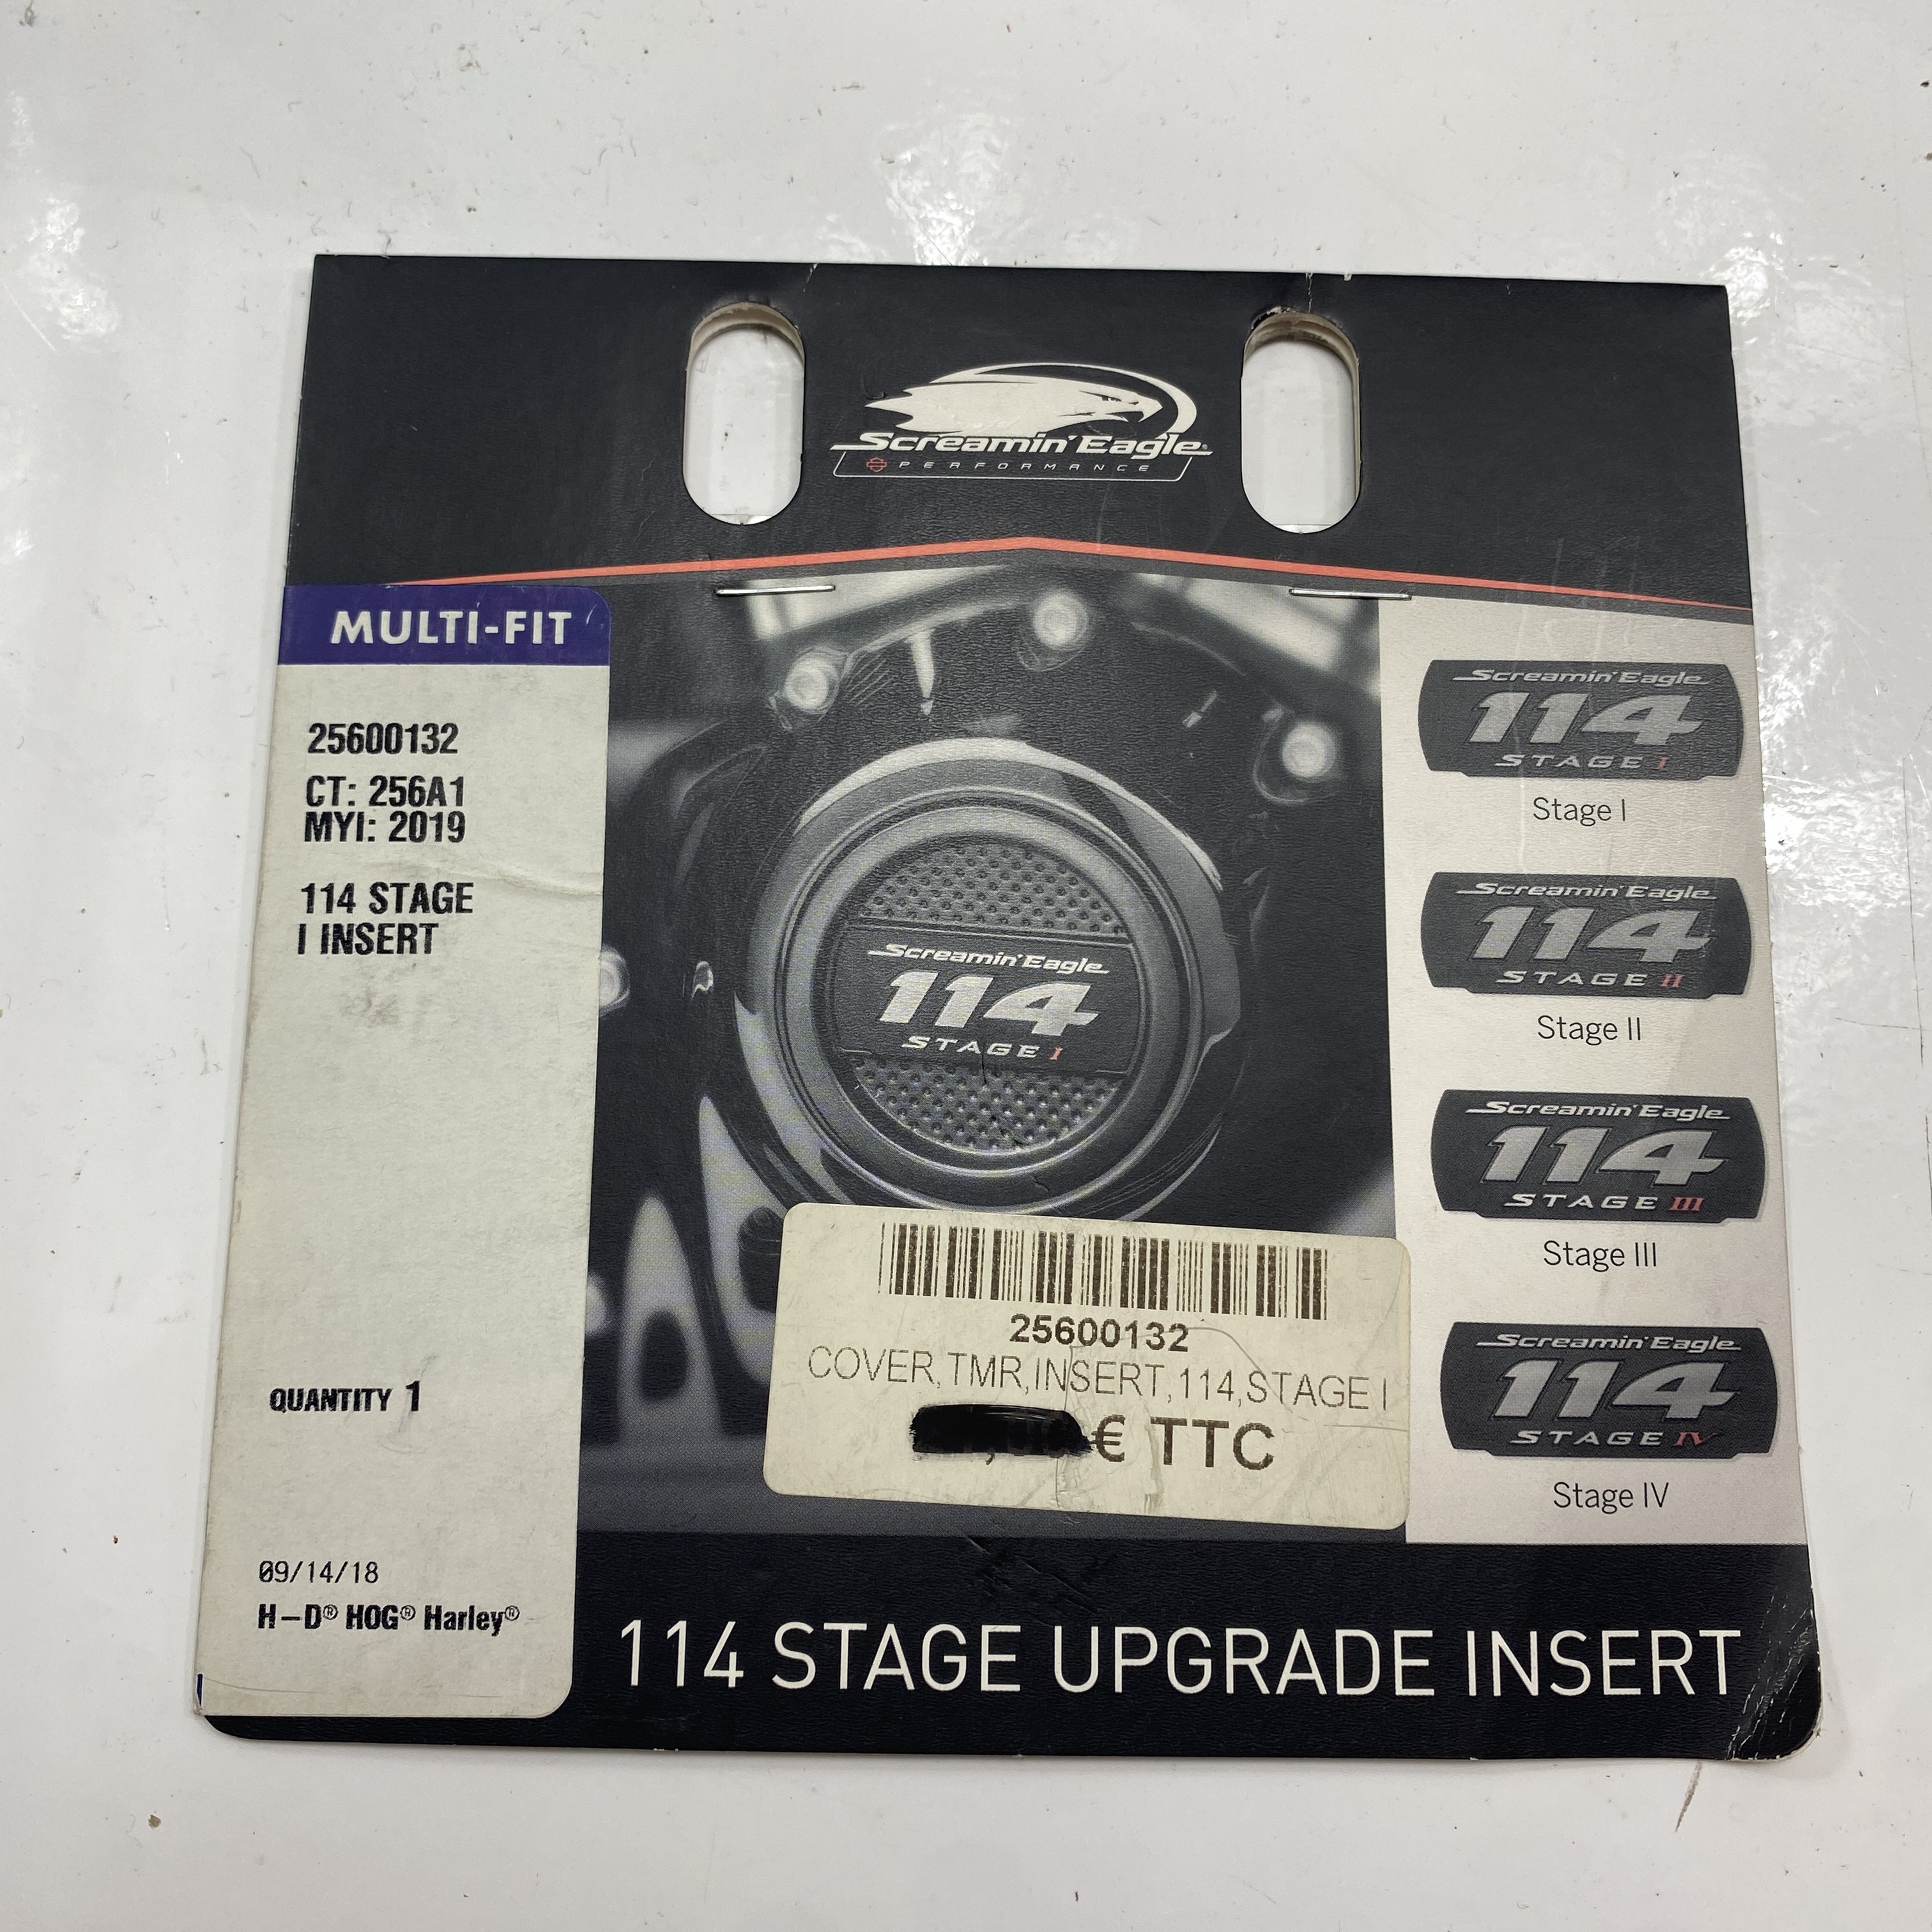 Screamin' Eagle®
PERFORMANCE
MULTI-FIT
25600132
CT: 256A1
MYI: 2019
114 STAGE
I INSERT
QUANTITY 1
09/14/18
H-D® HOG® Harley®
Screamin' Eagle
114
STAGE I
Screamin' Eagle
114
STAGE I
Stage I
Screamin' Eagle
114
STAGE II
Stage II
Screamin' Eagle
114
STAGE III
Stage III
Screamin' Eagle
114
STAGE IV
Stage IV
25600132
COVER,TMR,INSERT,114,STAGE I
€ TTC
114 STAGE UPGRADE INSERT